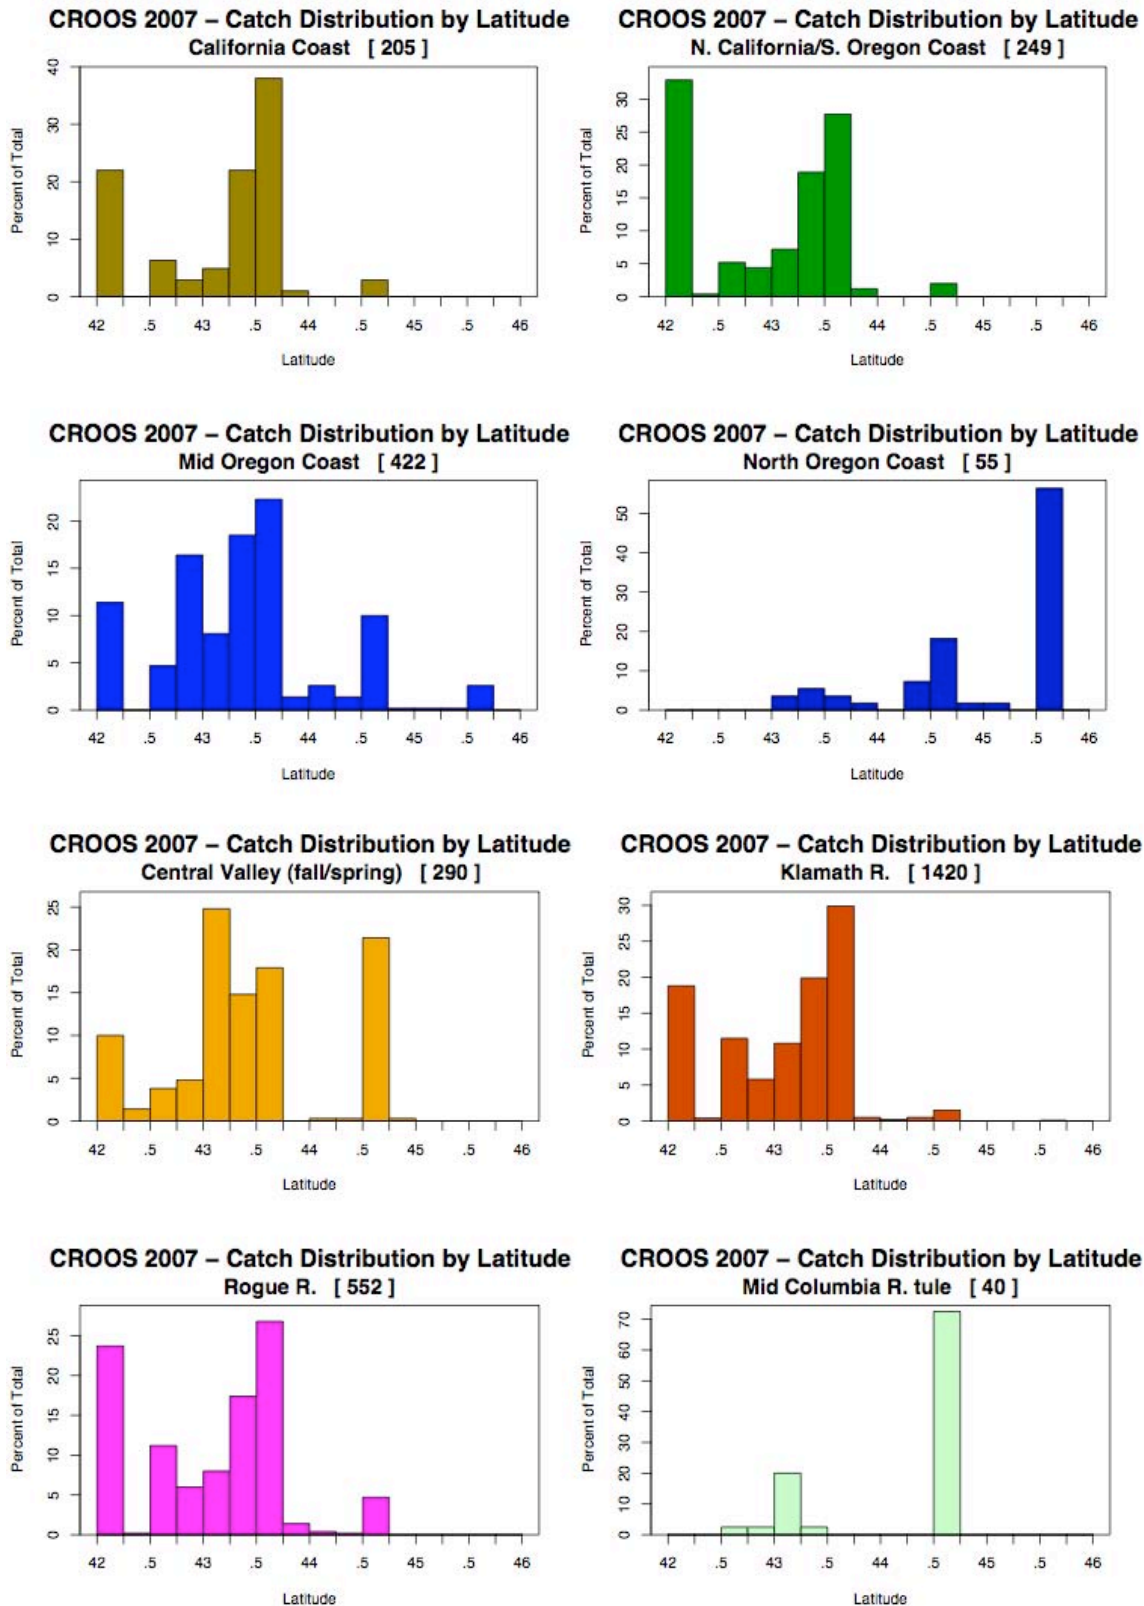 CROOS 2007 – Catch Distribution by Latitude
California Coast [ 205 ]
Percent of Total
0 10 20 30 40
42 .5 43 .5 44 .5 45 .5 46
Latitude
CROOS 2007 – Catch Distribution by Latitude
N. California/S. Oregon Coast [ 249 ]
Percent of Total
0 5 10 15 20 25 30
42 .5 43 .5 44 .5 45 .5 46
Latitude
CROOS 2007 – Catch Distribution by Latitude
Mid Oregon Coast [ 422 ]
Percent of Total
0 5 10 15 20
42 .5 43 .5 44 .5 45 .5 46
Latitude
CROOS 2007 – Catch Distribution by Latitude
North Oregon Coast [ 55 ]
Percent of Total
0 10 20 30 40 50
42 .5 43 .5 44 .5 45 .5 46
Latitude
CROOS 2007 – Catch Distribution by Latitude
Central Valley (fall/spring) [ 290 ]
Percent of Total
0 5 10 15 20 25
42 .5 43 .5 44 .5 45 .5 46
Latitude
CROOS 2007 – Catch Distribution by Latitude
Klamath R. [ 1420 ]
Percent of Total
0 5 10 15 20 25 30
42 .5 43 .5 44 .5 45 .5 46
Latitude
CROOS 2007 – Catch Distribution by Latitude
Rogue R. [ 552 ]
Percent of Total
0 5 10 15 20 25
42 .5 43 .5 44 .5 45 .5 46
Latitude
CROOS 2007 – Catch Distribution by Latitude
Mid Columbia R. tule [ 40 ]
Percent of Total
0 10 20 30 40 50 60 70
42 .5 43 .5 44 .5 45 .5 46
Latitude